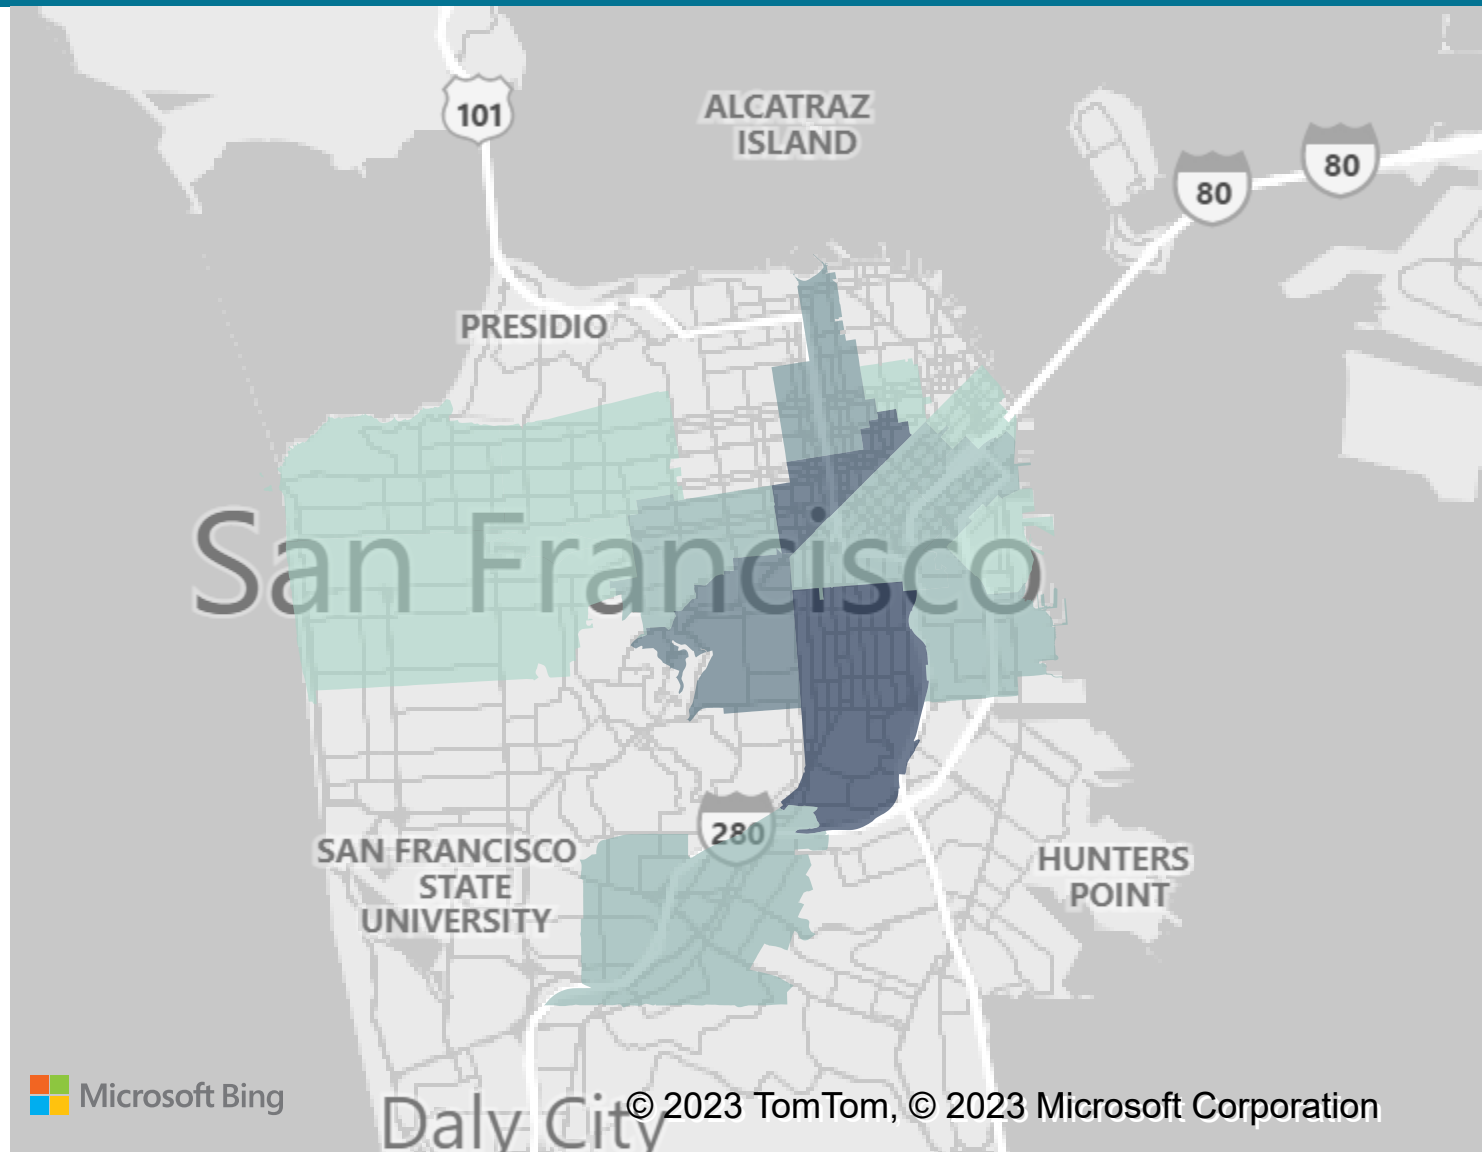 101
ALCATRAZ
ISLAND
80
80
PRESIDIO
San Francisco
280
SAN FRANCISCO
STATE
UNIVERSITY
HUNTERS
POINT
Microsoft Bing
Daly City
© 2023 TomTom, © 2023 Microsoft Corporation